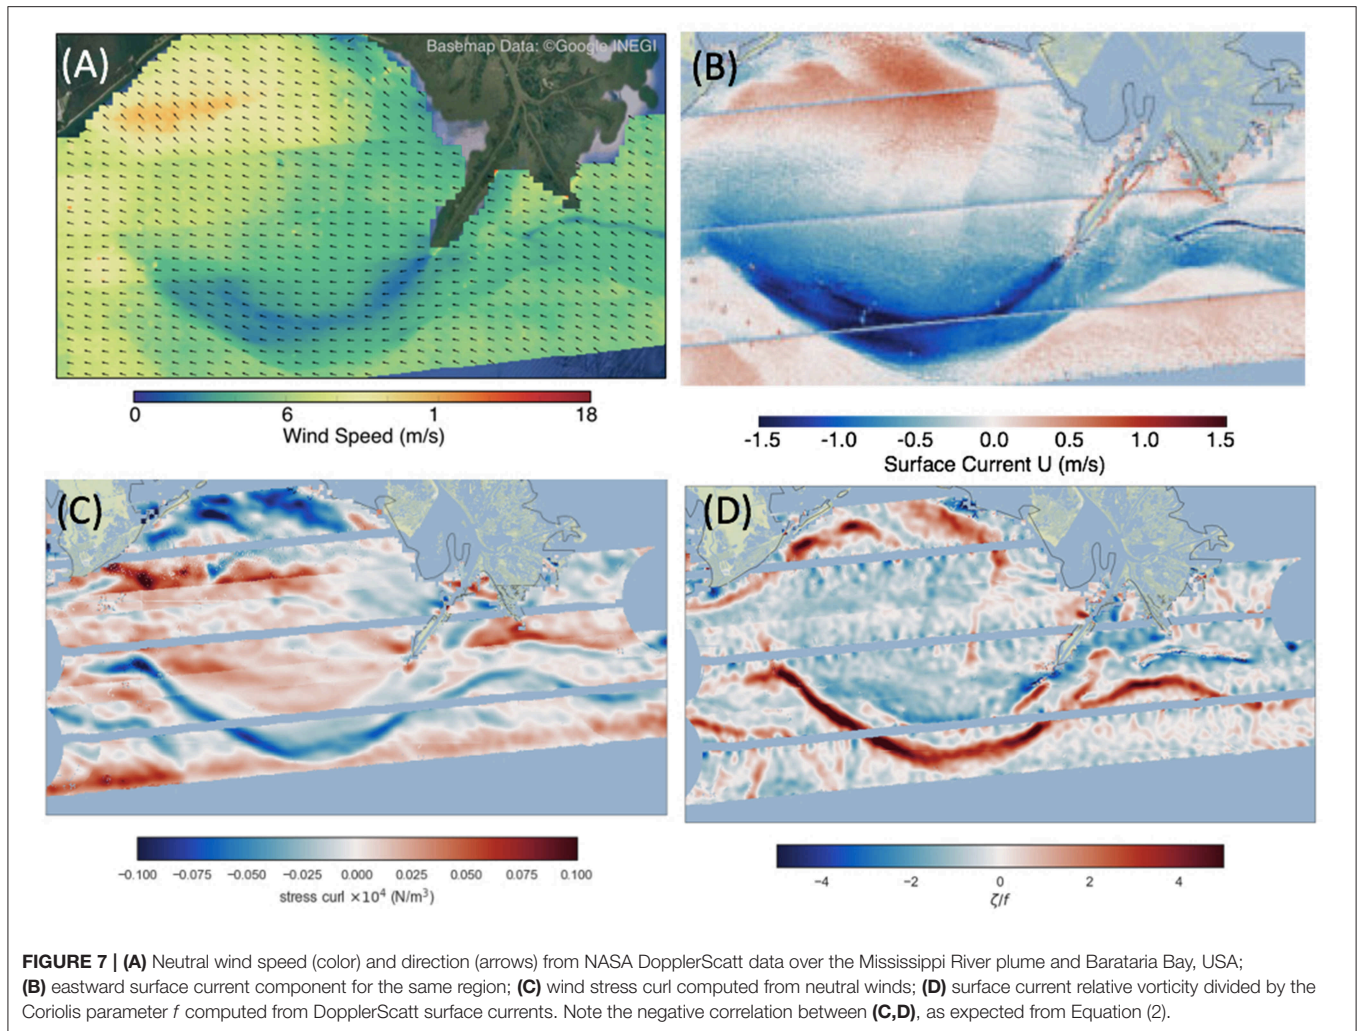 (A)
Basemap Data: ©Google INEGI
0 6 1 18
Wind Speed (m/s)
(B)
-1.5 -1.0 -0.5 0.0 0.5 1.0 1.5
Surface Current U (m/s)
(C)
−0.100 −0.075 −0.050 −0.025 0.000 0.025 0.050 0.075 0.100
stress curl ×10⁴ (N/m³)
(D)
−4 −2 0 2 4
ζ/f
FIGURE 7 | (A) Neutral wind speed (color) and direction (arrows) from NASA DopplerScatt data over the Mississippi River plume and Barataria Bay, USA;
(B) eastward surface current component for the same region; (C) wind stress curl computed from neutral winds; (D) surface current relative vorticity divided by the
Coriolis parameter f computed from DopplerScatt surface currents. Note the negative correlation between (C,D), as expected from Equation (2).